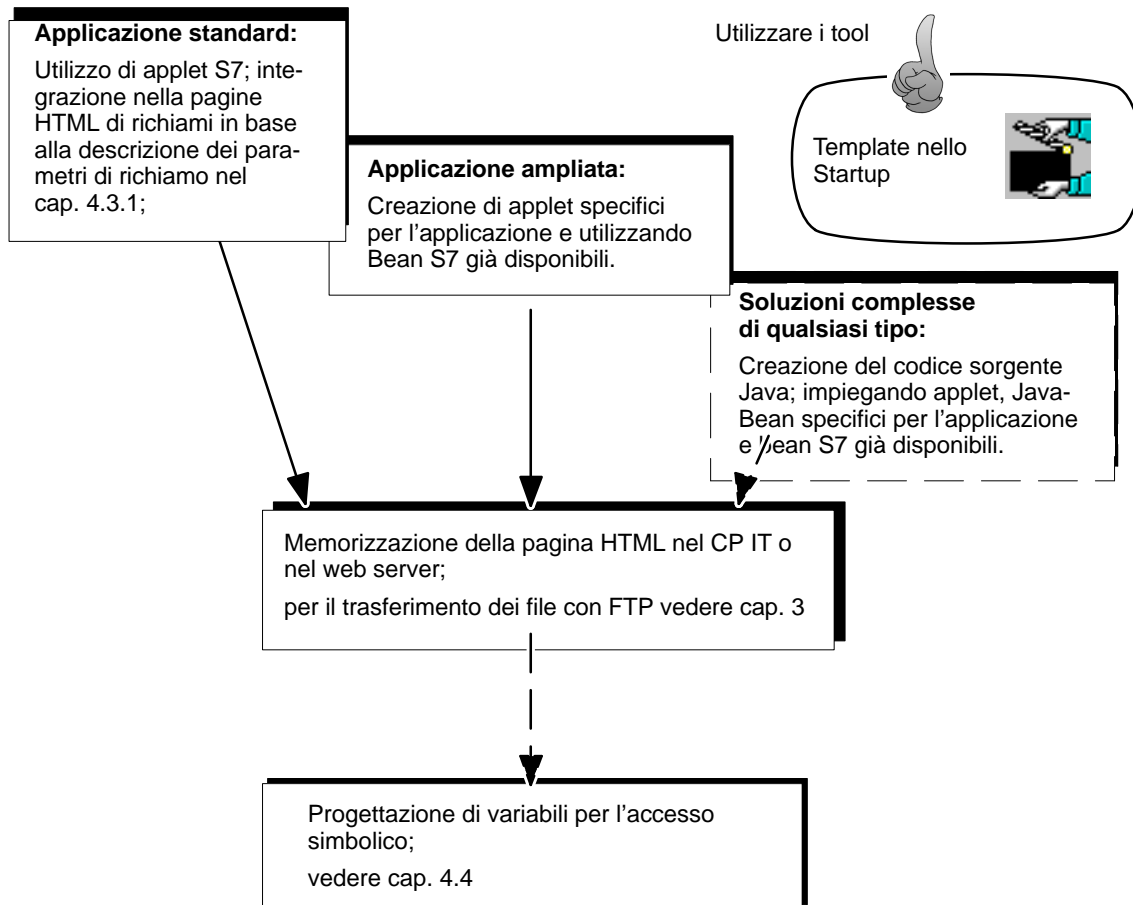 Applicazione standard:
Utilizzo di applet S7; inte-
grazione nella pagine
HTML di richiami in base
alla descrizione dei para-
metri di richiamo nel
cap. 4.3.1;
Applicazione ampliata:
Creazione di applet specifici
per l'applicazione e utilizzando
Bean S7 già disponibili.
Utilizzare i tool
Template nello
Startup
Soluzioni complesse
di qualsiasi tipo:
Creazione del codice sorgente
Java; impiegando applet, Java-
Bean specifici per l'applicazione
e bean S7 già disponibili.
Memorizzazione della pagina HTML nel CP IT o
nel web server;
per il trasferimento dei file con FTP vedere cap. 3
Progettazione di variabili per l'accesso
simbolico;
vedere cap. 4.4